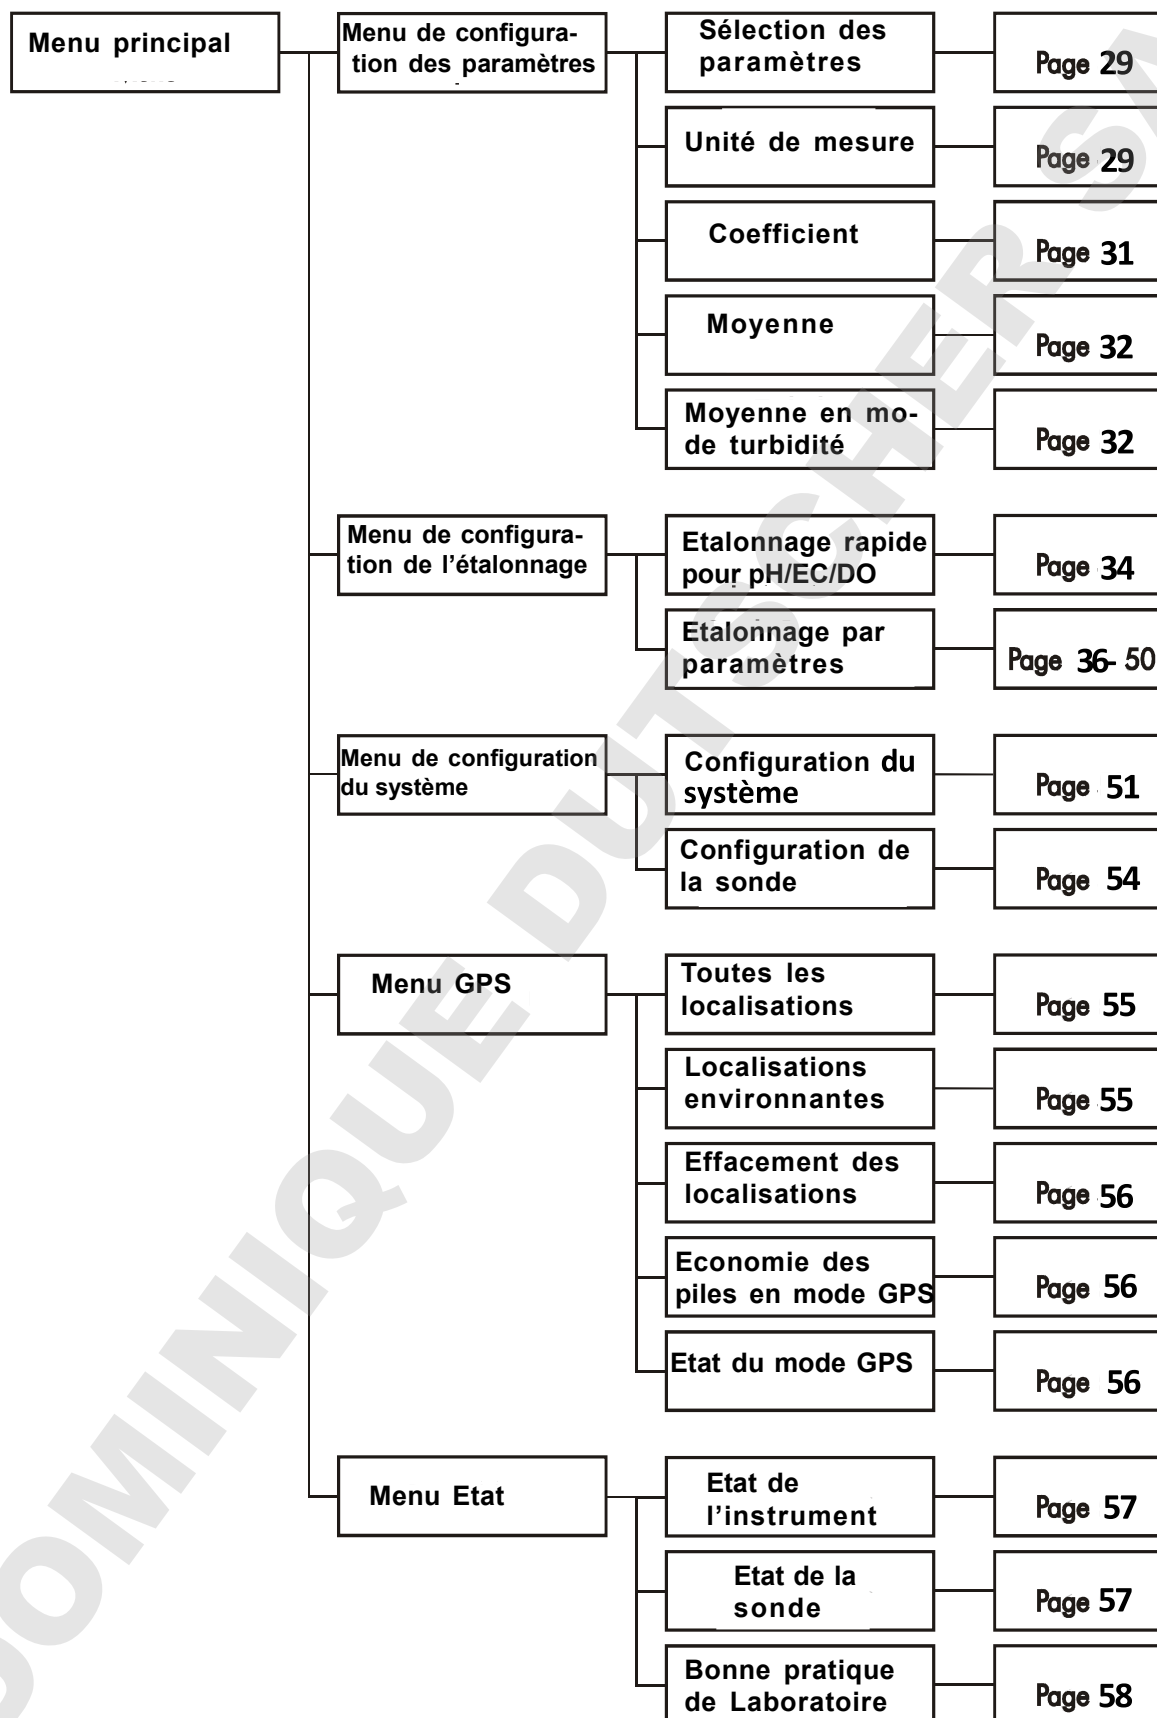 Menu principal
Menu de configura-
tion des paramètres
Sélection des
paramètres
Page 29
Unité de mesure
Page 29
Coefficient
Page 31
Moyenne
Page 32
Moyenne en mo-
de turbidité
Page 32
Menu de configura-
tion de l'étalonnage
Etalonnage rapide
pour pH/EC/DO
Page 34
Etalonnage par
paramètres
Page 36- 50
Menu de configuration
du système
Configuration du
système
Page 51
Configuration de
la sonde
Page 54
Menu GPS
Toutes les
localisations
Page 55
Localisations
environnantes
Page 55
Effacement des
localisations
Page 56
Economie des
piles en mode GPS
Page 56
Etat du mode GPS
Page 56
Menu Etat
Etat de
l'instrument
Page 57
Etat de la
sonde
Page 57
Bonne pratique
de Laboratoire
Page 58
DOMINIQUE DUTSCHER SA